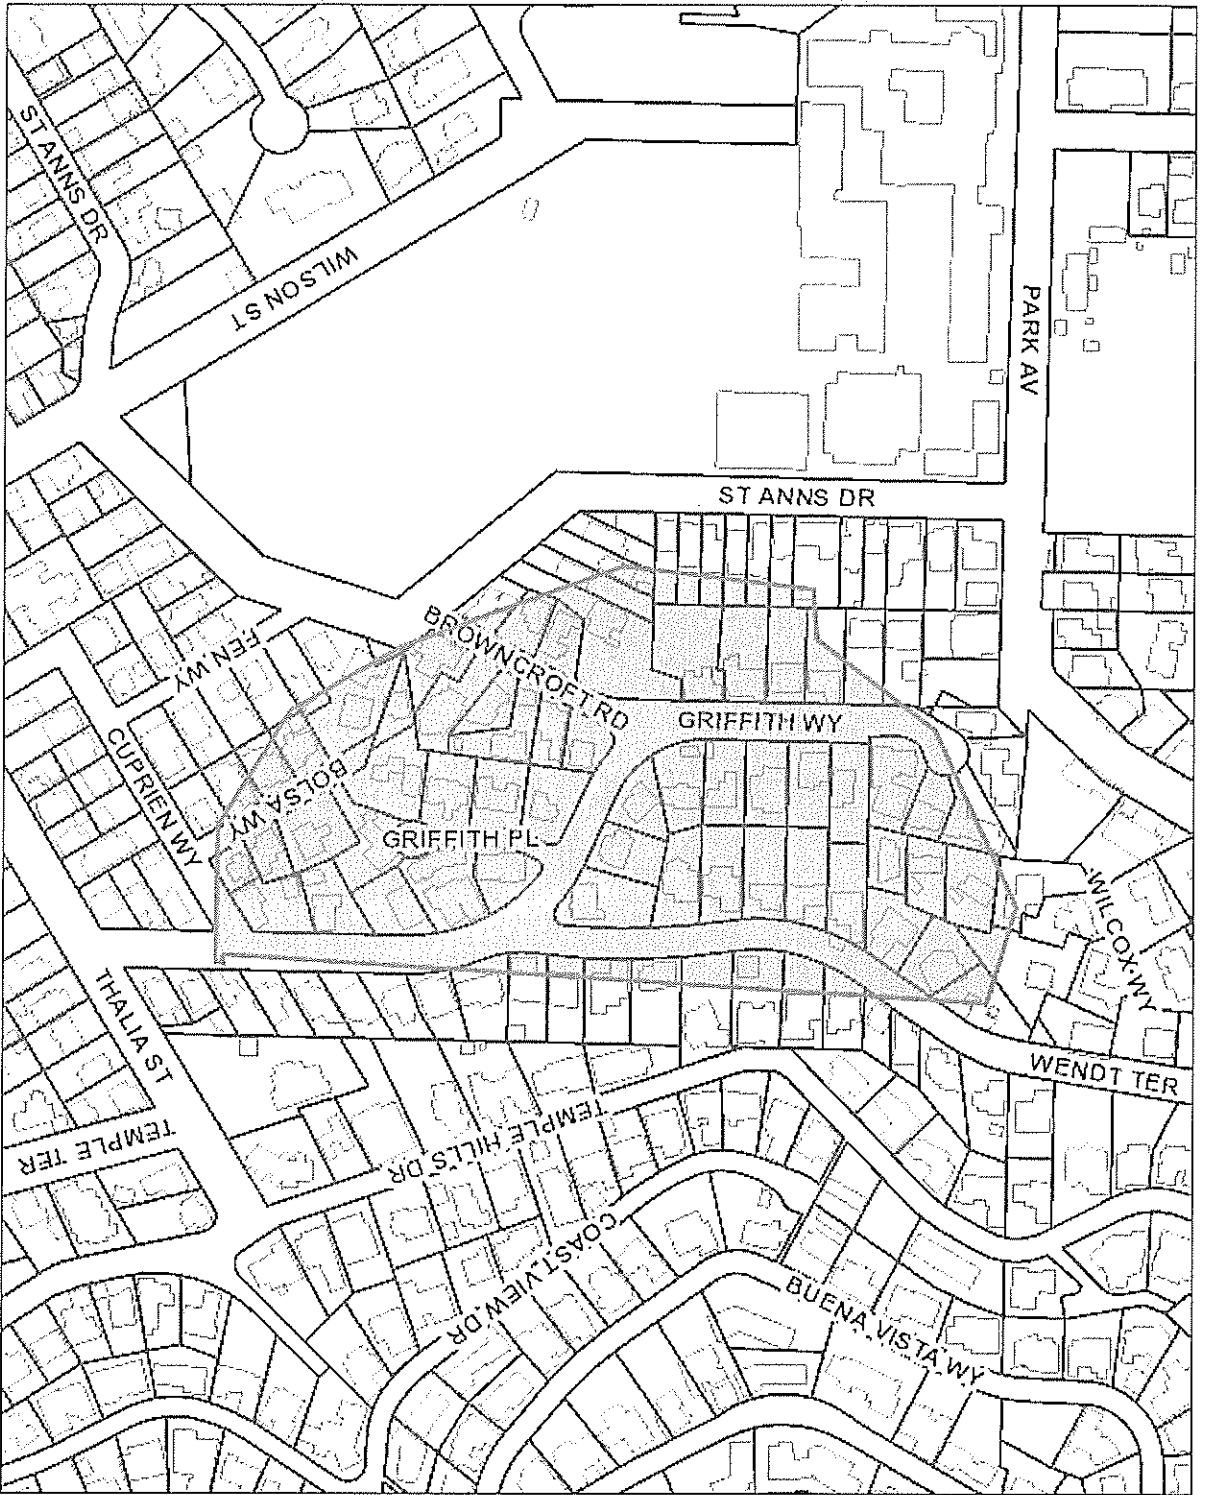 ST ANNS DR
WILSON ST
PARK AV
ST ANNS DR
BROWNCROFT RD
FEEN WY
GRIFFITH WY
CUPRIEN WY
BOLSA WY
GRIFFITH PL
WILCOX WY
THALIA ST
WENDT TER
TEMPLE TER
TEMPLE HILLS DR
COAST VIEW DR
BUENA VISTA WY